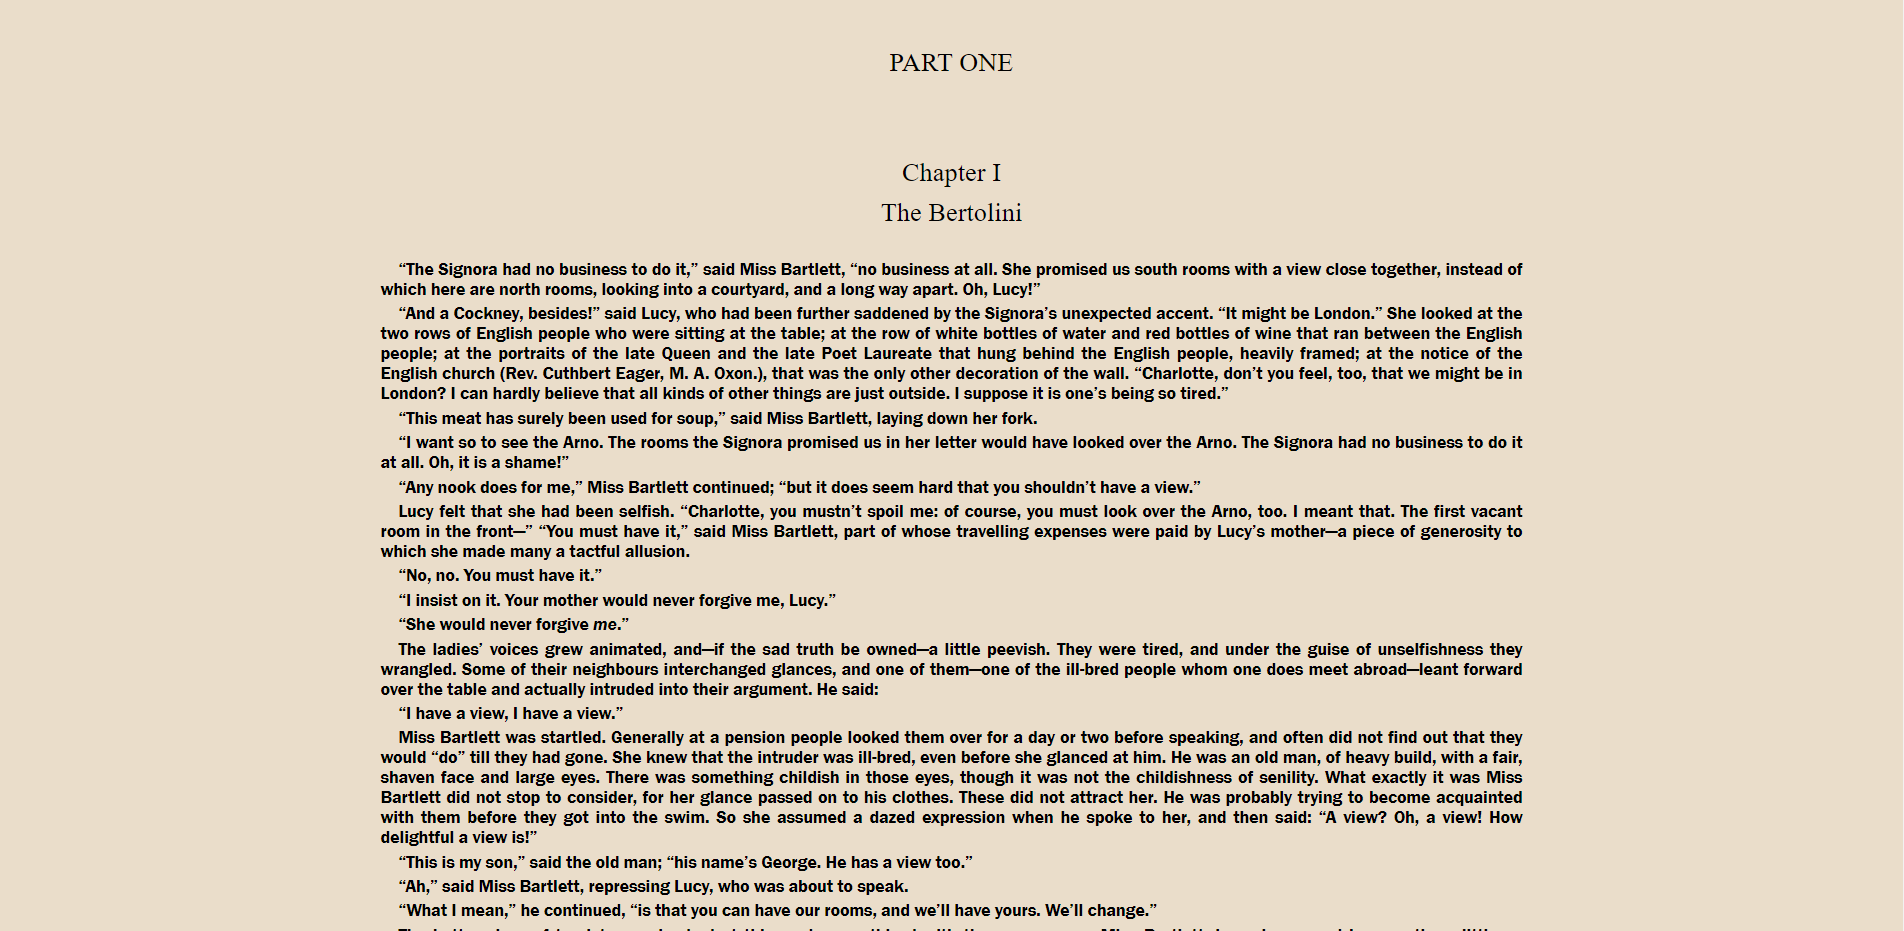 PART ONE
Chapter I
The Bertolini
“The Signora had no business to do it,” said Miss Bartlett, “no business at all. She promised us south rooms with a view close together, instead of
which here are north rooms, looking into a courtyard, and a long way apart. Oh, Lucy!”
“And a Cockney, besides!” said Lucy, who had been further saddened by the Signora’s unexpected accent. “It might be London.” She looked at the
two rows of English people who were sitting at the table; at the row of white bottles of water and red bottles of wine that ran between the English
people; at the portraits of the late Queen and the late Poet Laureate that hung behind the English people, heavily framed; at the notice of the
English church (Rev. Cuthbert Eager, M. A. Oxon.), that was the only other decoration of the wall. “Charlotte, don’t you feel, too, that we might be in
London? I can hardly believe that all kinds of other things are just outside. I suppose it is one’s being so tired.”
“This meat has surely been used for soup,” said Miss Bartlett, laying down her fork.
“I want so to see the Arno. The rooms the Signora promised us in her letter would have looked over the Arno. The Signora had no business to do it
at all. Oh, it is a shame!”
“Any nook does for me,” Miss Bartlett continued; “but it does seem hard that you shouldn’t have a view.”
Lucy felt that she had been selfish. “Charlotte, you mustn’t spoil me: of course, you must look over the Arno, too. I meant that. The first vacant
room in the front—” “You must have it,” said Miss Bartlett, part of whose travelling expenses were paid by Lucy’s mother—a piece of generosity to
which she made many a tactful allusion.
“No, no. You must have it.”
“I insist on it. Your mother would never forgive me, Lucy.”
“She would never forgive me.”
The ladies’ voices grew animated, and—if the sad truth be owned—a little peevish. They were tired, and under the guise of unselfishness they
wrangled. Some of their neighbours interchanged glances, and one of them—one of the ill-bred people whom one does meet abroad—leant forward
over the table and actually intruded into their argument. He said:
“I have a view, I have a view.”
Miss Bartlett was startled. Generally at a pension people looked them over for a day or two before speaking, and often did not find out that they
would “do” till they had gone. She knew that the intruder was ill-bred, even before she glanced at him. He was an old man, of heavy build, with a fair,
shaven face and large eyes. There was something childish in those eyes, though it was not the childishness of senility. What exactly it was Miss
Bartlett did not stop to consider, for her glance passed on to his clothes. These did not attract her. He was probably trying to become acquainted
with them before they got into the swim. So she assumed a dazed expression when he spoke to her, and then said: “A view? Oh, a view! How
delightful a view is!”
“This is my son,” said the old man; “his name’s George. He has a view too.”
“Ah,” said Miss Bartlett, repressing Lucy, who was about to speak.
“What I mean,” he continued, “is that you can have our rooms, and we’ll have yours. We’ll change.”